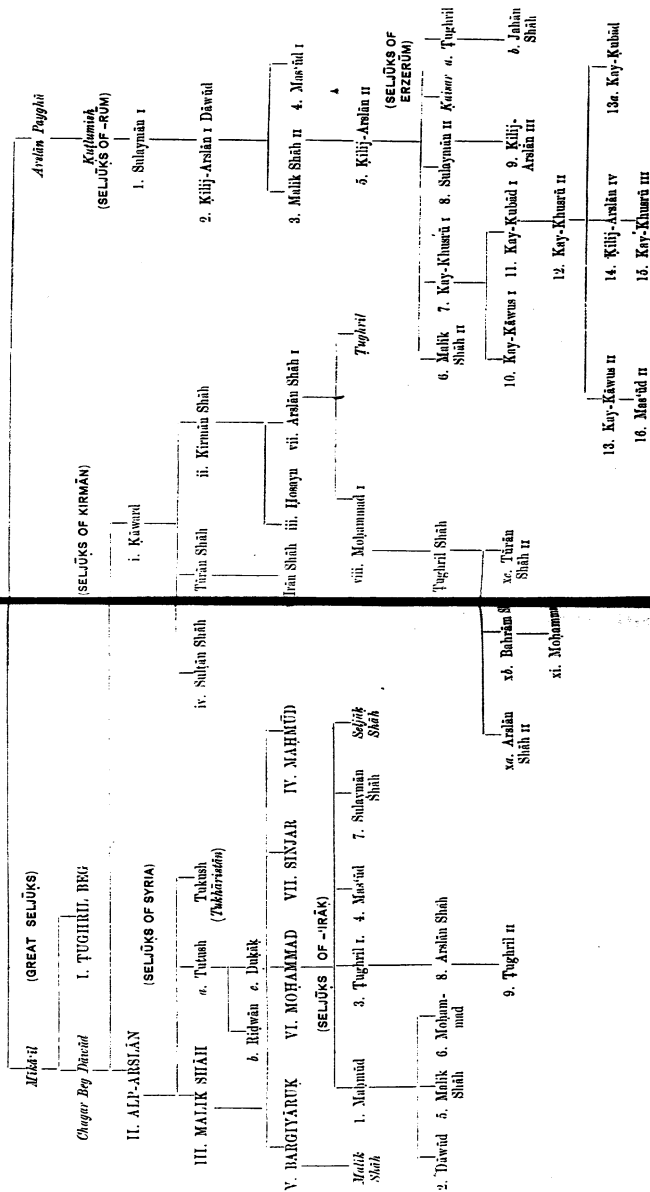 Mikā·īl (GREAT SELJŪḲS) Arslān Payghū
Chagar Beg Dāwūd I. ṬUGHRIL BEG (SELJŪḲS OF KIRMĀN) Ḳuṭlumish
(SELJŪḲS OF -RŪM)
II. ALP-ARSLĀN i. Ḳāward 1. Sulaymān I
(SELJŪḲS OF SYRIA)
III. MALIK SHĀH a. Tutush Tukush iv. Sulṭān Shāh Tūrān Shāh ii. Kirmān Shāh 2. Ḳilij-Arslān I Dāwūd
(Tukhāristān)
b. Riḍwān c. Duḳāḳ
V. BARGIYĀRUḲ VI. MOḤAMMAD VII. SINJAR IV. MAḤMŪD Irān Shāh iii. Ḥosayn vii. Arslān Shāh I 3. Malik Shāh II 4. Mas‘ūd I
(SELJŪḲS OF -‘IRĀḲ)
Malik 1. Maḥmūd 3. Ṭughril I. 4. Mas‘ūd 7. Sulaymān Seljūḳ viii. Moḥammad I Ṭughril 5. Ḳilij-Arslān II
Shāh Shāh Shāh
(SELJŪḲS OF
ERZERŪM)
2. Dāwūd 5. Malik 6. Moḥam- 8. Arslān Shāh Ṭughril Shāh 6. Malik 7. Kay-Khusrū I 8. Sulaymān II Ḳaisar a. Ṭughril
Shāh mad Shāh II
9. Ṭughril II xa. Arslān xb. Bahrām xc. Tūrān 10. Kay-Kāwus I 11. Kay-Ḳubād I 9. Ḳilij- b. Jahān
Shāh II Shāh II Arslān III Shāh
xi. Moḥamm 12. Kay-Khusrū II
13. Kay-Kāwus II 14. Ḳilij-Arslān IV 13a. Kay-Ḳubād
16. Mas‘ūd II 15. Kay-Khusrū III